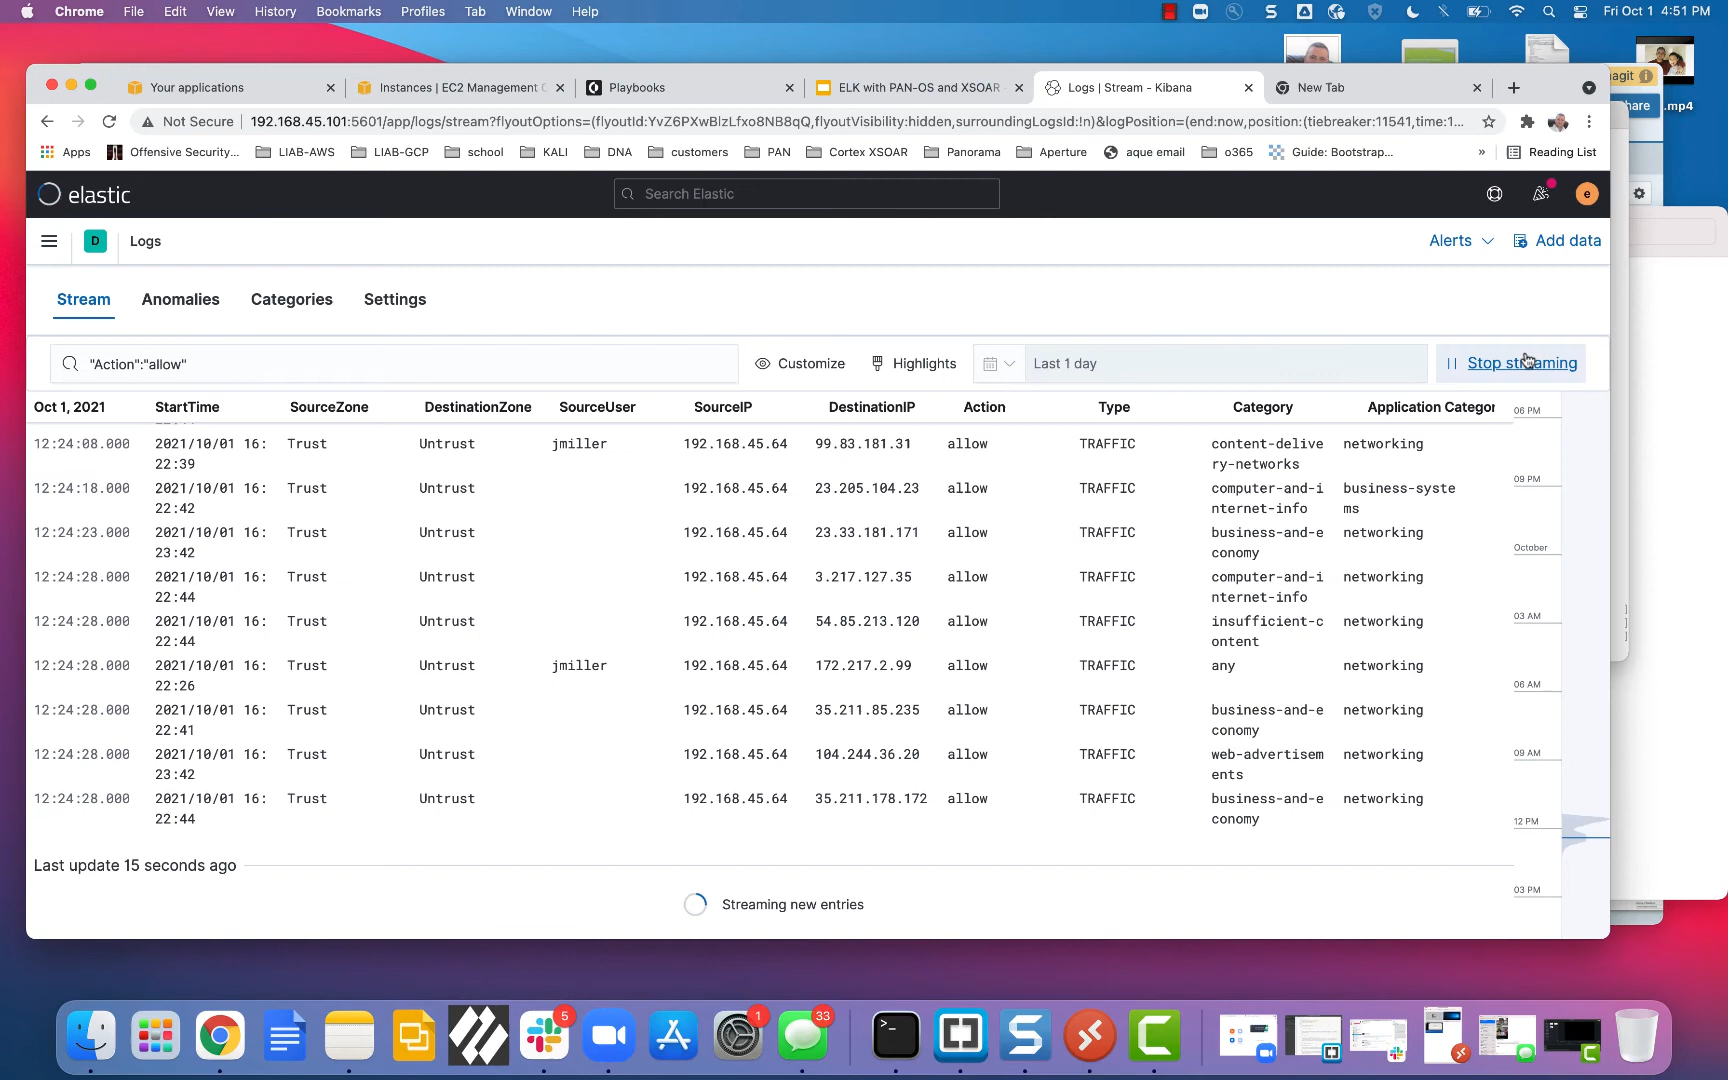 Chrome File Edit View History Bookmarks Profiles Tab Window Help Fri Oct 1 4:51 PM
Your applications Instances | EC2 Management C Playbooks ELK with PAN-OS and XSOAR - Logs | Stream - Kibana New Tab
agit
hare
.mp4
Not Secure 192.168.45.101:5601/app/logs/stream?flyoutOptions=(flyoutId:YvZ6PXwBlzLfxo8NB8qQ,flyoutVisibility:hidden,surroundingLogsId:!n)&logPosition=(end:now,position:(tiebreaker:11541,time:1...
Apps Offensive Security... LIAB-AWS LIAB-GCP school KALI DNA customers PAN Cortex XSOAR Panorama Aperture aque email o365 Guide: Bootstrap... » Reading List
elastic Search Elastic e
D Logs Alerts Add data
Stream Anomalies Categories Settings
"Action":"allow" Customize Highlights Last 1 day Stop streaming
Oct 1, 2021 StartTime SourceZone DestinationZone SourceUser SourceIP DestinationIP Action Type Category Application Categor 06 PM
12:24:08.000 2021/10/01 16: Trust Untrust jmiller 192.168.45.64 99.83.181.31 allow TRAFFIC content-delive networking
22:39 ry-networks
12:24:18.000 2021/10/01 16: Trust Untrust 192.168.45.64 23.205.104.23 allow TRAFFIC computer-and-i business-syste 09 PM
22:42 nternet-info ms
12:24:23.000 2021/10/01 16: Trust Untrust 192.168.45.64 23.33.181.171 allow TRAFFIC business-and-e networking
23:42 conomy October
12:24:28.000 2021/10/01 16: Trust Untrust 192.168.45.64 3.217.127.35 allow TRAFFIC computer-and-i networking
22:44 nternet-info
12:24:28.000 2021/10/01 16: Trust Untrust 192.168.45.64 54.85.213.120 allow TRAFFIC insufficient-c networking 03 AM
22:44 ontent
12:24:28.000 2021/10/01 16: Trust Untrust jmiller 192.168.45.64 172.217.2.99 allow TRAFFIC any networking
22:26 06 AM
12:24:28.000 2021/10/01 16: Trust Untrust 192.168.45.64 35.211.85.235 allow TRAFFIC business-and-e networking
22:41 conomy
12:24:28.000 2021/10/01 16: Trust Untrust 192.168.45.64 104.244.36.20 allow TRAFFIC web-advertisem networking 09 AM
23:42 ents
12:24:28.000 2021/10/01 16: Trust Untrust 192.168.45.64 35.211.178.172 allow TRAFFIC business-and-e networking
22:44 conomy 12 PM
Last update 15 seconds ago
03 PM
Streaming new entries
5 1 33